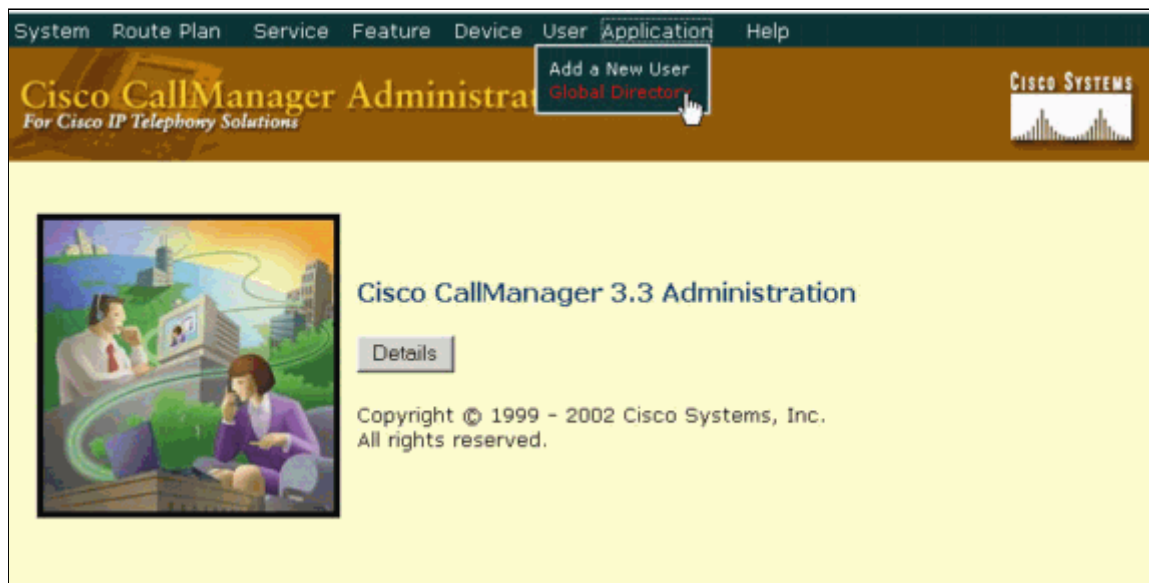 System Route Plan Service Feature Device User Application Help
Add a New User
Global Directory
Cisco CallManager Administrat
For Cisco IP Telephony Solutions
CISCO SYSTEMS
Cisco CallManager 3.3 Administration
Details
Copyright © 1999 - 2002 Cisco Systems, Inc.
All rights reserved.